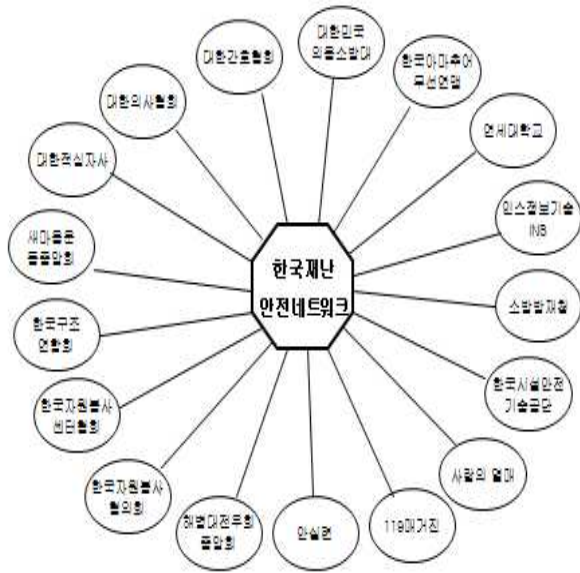 한국재난
안전네트워크
대한민국
의용소방대
한국아마추어
무선연맹
연세대학교
인스정보기술
INB
소방방재청
한국시설안전
기술공단
사랑의 열매
119매거진
안실련
해병대전우회
중앙회
한국자원봉사
협의회
한국자원봉사
센터협회
한국구조
연합회
새마을운
동중앙회
대한적십자사
대한의사협회
대한간호협회